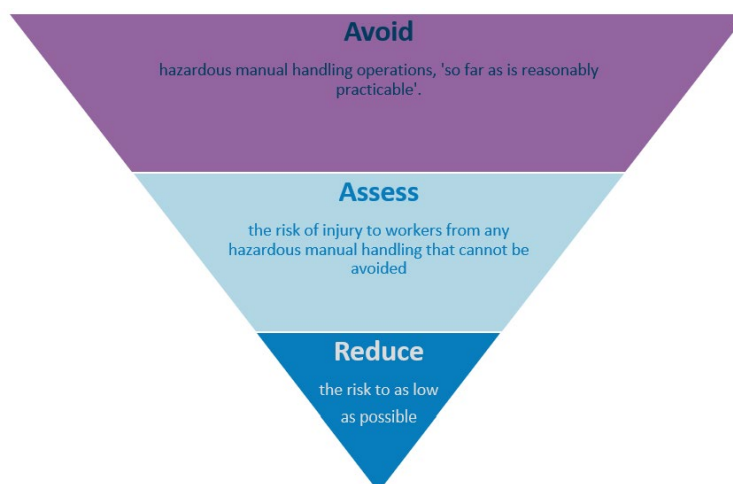 Avoid
hazardous manual handling operations, 'so far as is reasonably
practicable'.
Assess
the risk of injury to workers from any
hazardous manual handling that cannot be
avoided
Reduce
the risk to as low
as possible